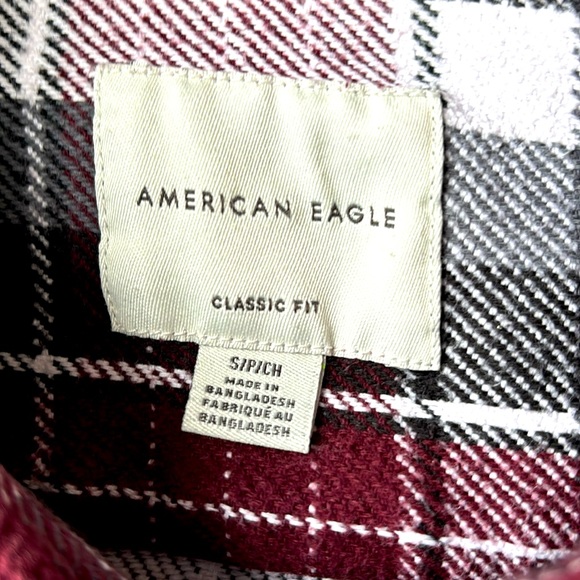 AMERICAN EAGLE
CLASSIC FIT
S/P/CH
MADE IN
BANGLADESH
FABRIQUÉ AU
BANGLADESH